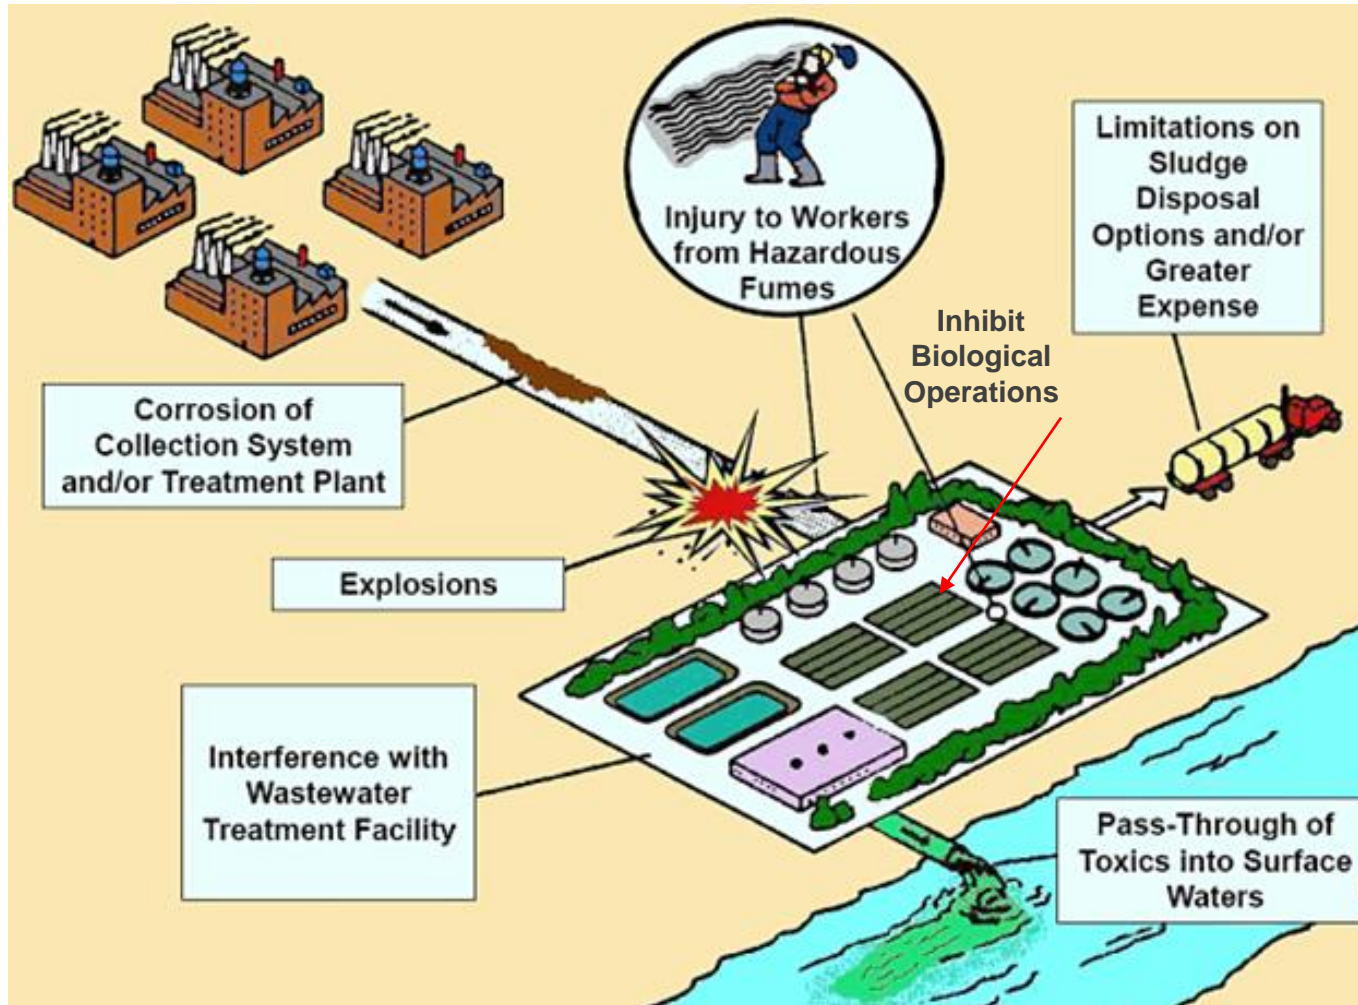 Injury to Workers
from Hazardous
Fumes
Limitations on
Sludge
Disposal
Options and/or
Greater
Expense
Inhibit
Biological
Operations
Corrosion of
Collection System
and/or Treatment Plant
Explosions
Interference with
Wastewater
Treatment Facility
Pass-Through of
Toxics into Surface
Waters